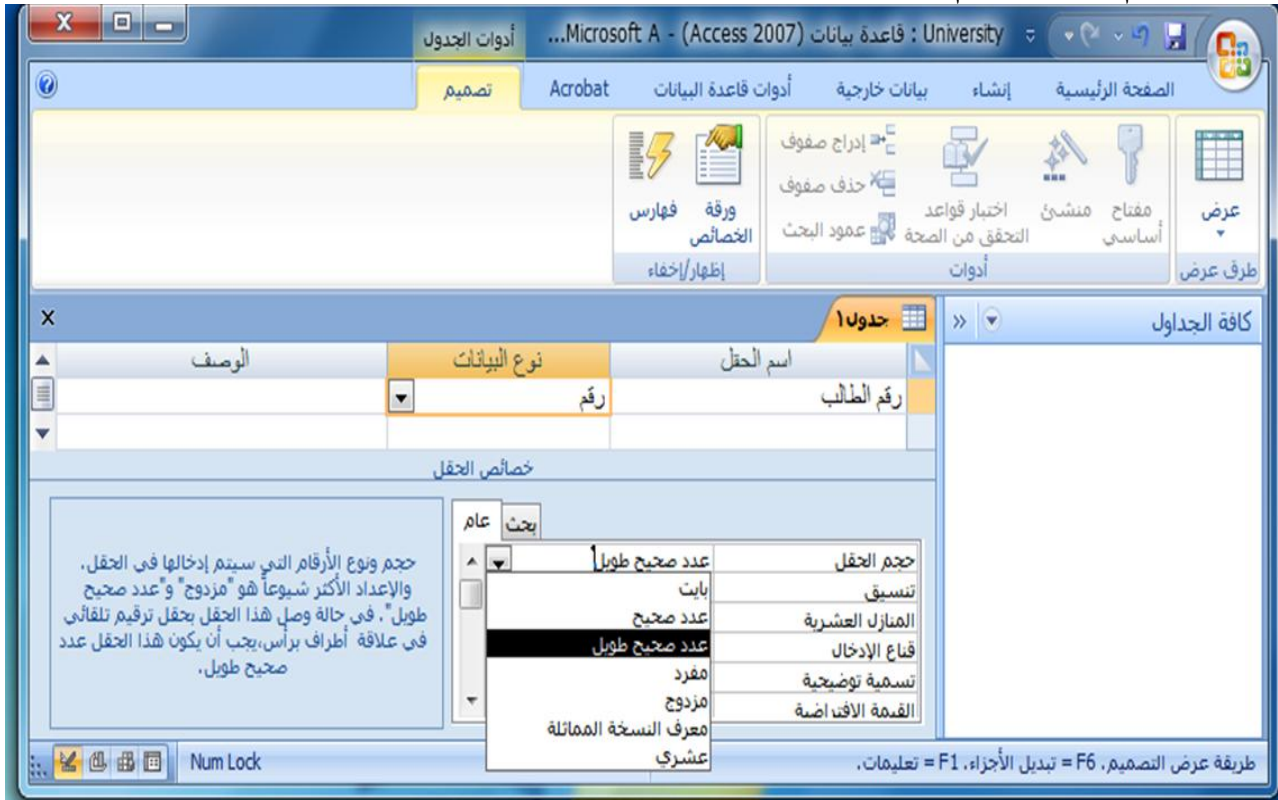 University : قاعدة بيانات (Access 2007) - Microsoft A...
أدوات الجدول
الصفحة الرئيسية
إنشاء
بيانات خارجية
أدوات قاعدة البيانات
Acrobat
تصميم
عرض
طرق عرض
مفتاح أساسي
منشئ
اختبار قواعد التحقق من الصحة
إدراج صفوف
حذف صفوف
عمود البحث
أدوات
ورقة الخصائص
فهارس
إظهار/إخفاء
كافة الجداول
جدول١
اسم الحقل
نوع البيانات
الوصف
رقم الطالب
رقم
خصائص الحقل
عام
بحث
حجم الحقل
عدد صحيح طويل
تنسيق
المنازل العشرية
قناع الإدخال
تسمية توضيحية
القيمة الافتراضية
بايت
عدد صحيح
عدد صحيح طويل
مفرد
مزدوج
معرف النسخة المماثلة
عشري
حجم ونوع الأرقام التي سيتم إدخالها في الحقل.
والإعداد الأكثر شيوعاً هو "مزدوج" و"عدد صحيح
طويل". في حالة وصل هذا الحقل بحقل ترقيم تلقائي
في علاقة أطراف برأس،يجب أن يكون هذا الحقل عدد
صحيح طويل.
طريقة عرض التصميم. F6 = تبديل الأجزاء. F1 = تعليمات.
Num Lock